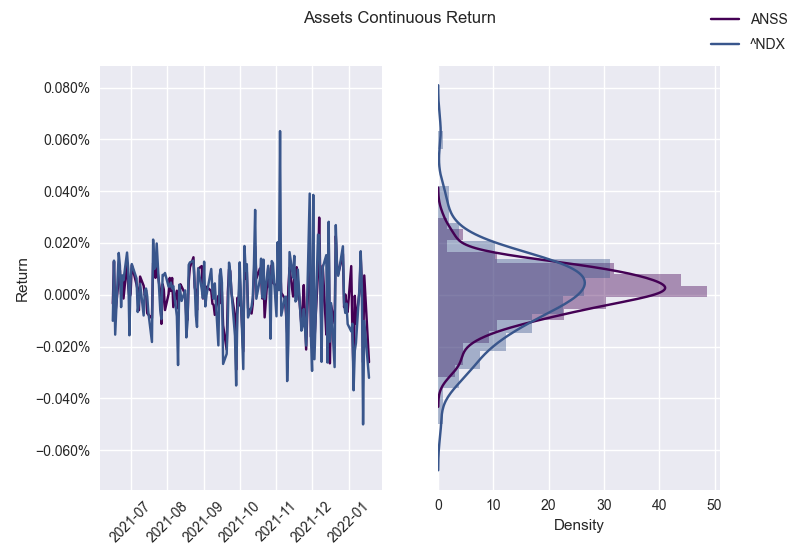 Assets Continuous Return
ANSS
^NDX
0.080%
0.060%
0.040%
0.020%
0.000%
−0.020%
−0.040%
−0.060%
Return
2021-07
2021-08
2021-09
2021-10
2021-11
2021-12
2022-01
0 10 20 30 40 50
Density